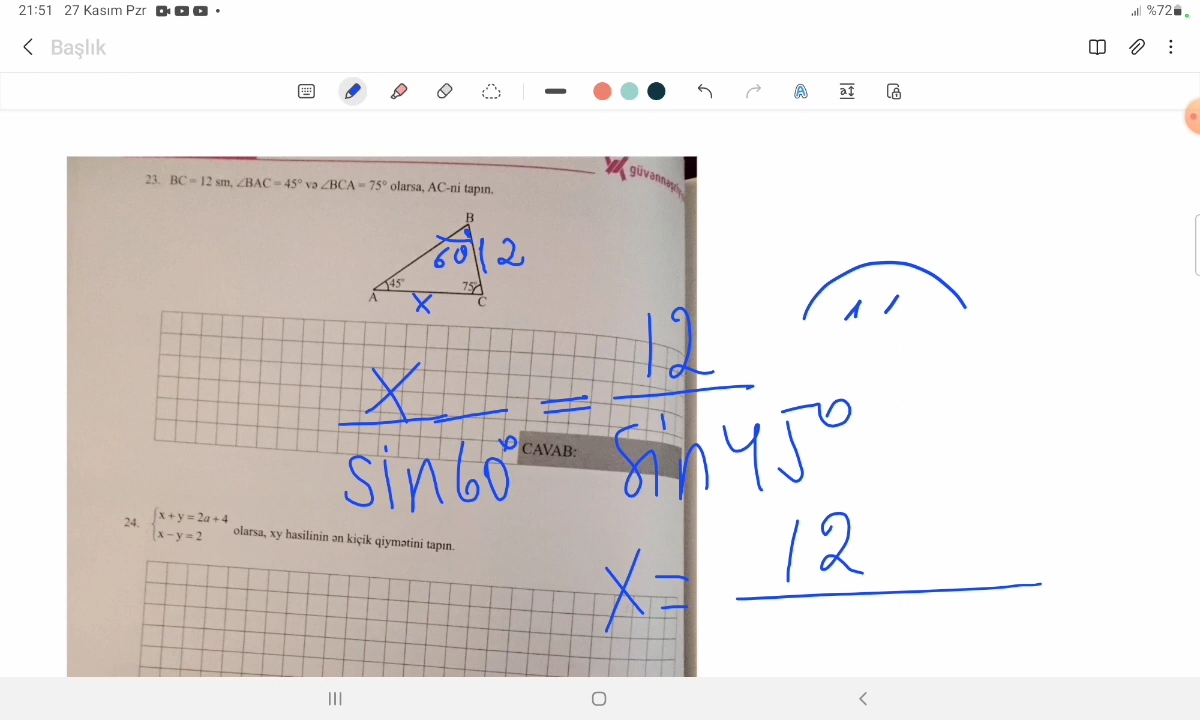 21:51 27 Kasım Pzr • %72
Başlık
güvənnəş
23. BC = 12 sm, ∠BAC = 45° və ∠BCA = 75° olarsa, AC-ni tapın.
B
60 12
45° 75°
A x C
x/sin60° = 12/sin45°
CAVAB:
24. {x + y = 2a + 4
x − y = 2 olarsa, xy hasilinin ən kiçik qiymətini tapın.
x = 12